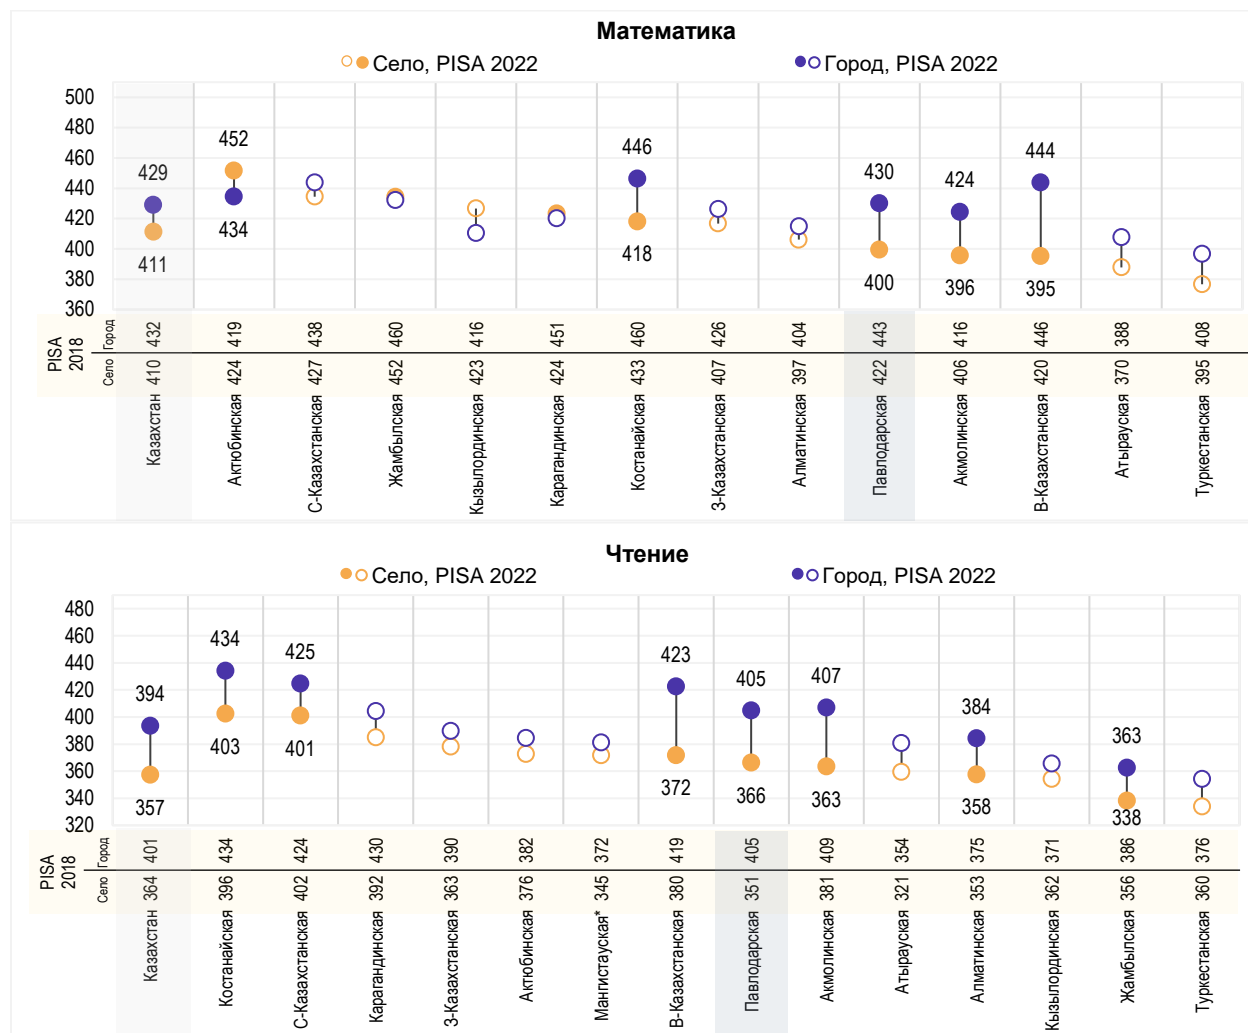 Математика
Село, PISA 2022
Город, PISA 2022
500
480
460
440
420
400
380
360
429
411
452
434
446
418
430
400
424
396
444
395
PISA 2018
Город 432 419 438 460 416 451 460 426 404 443 416 446 388 408
Село 410 424 427 452 423 424 433 407 397 422 406 420 370 395
Казахстан
Актюбинская
С-Казахстанская
Жамбылская
Кызылординская
Карагандинская
Костанайская
З-Казахстанская
Алматинская
Павлодарская
Акмолинская
В-Казахстанская
Атырауская
Туркестанская
Чтение
Село, PISA 2022
Город, PISA 2022
480
460
440
420
400
380
360
340
320
394
357
434
403
425
401
423
372
405
366
407
363
384
358
363
338
PISA 2018
Город 401 434 424 430 390 382 372 419 405 409 354 375 371 386 376
Село 364 396 402 392 363 376 345 380 351 381 321 353 362 356 360
Казахстан
Костанайская
С-Казахстанская
Карагандинская
З-Казахстанская
Актюбинская
Мангистауская*
В-Казахстанская
Павлодарская
Акмолинская
Атырауская
Алматинская
Кызылординская
Жамбылская
Туркестанская